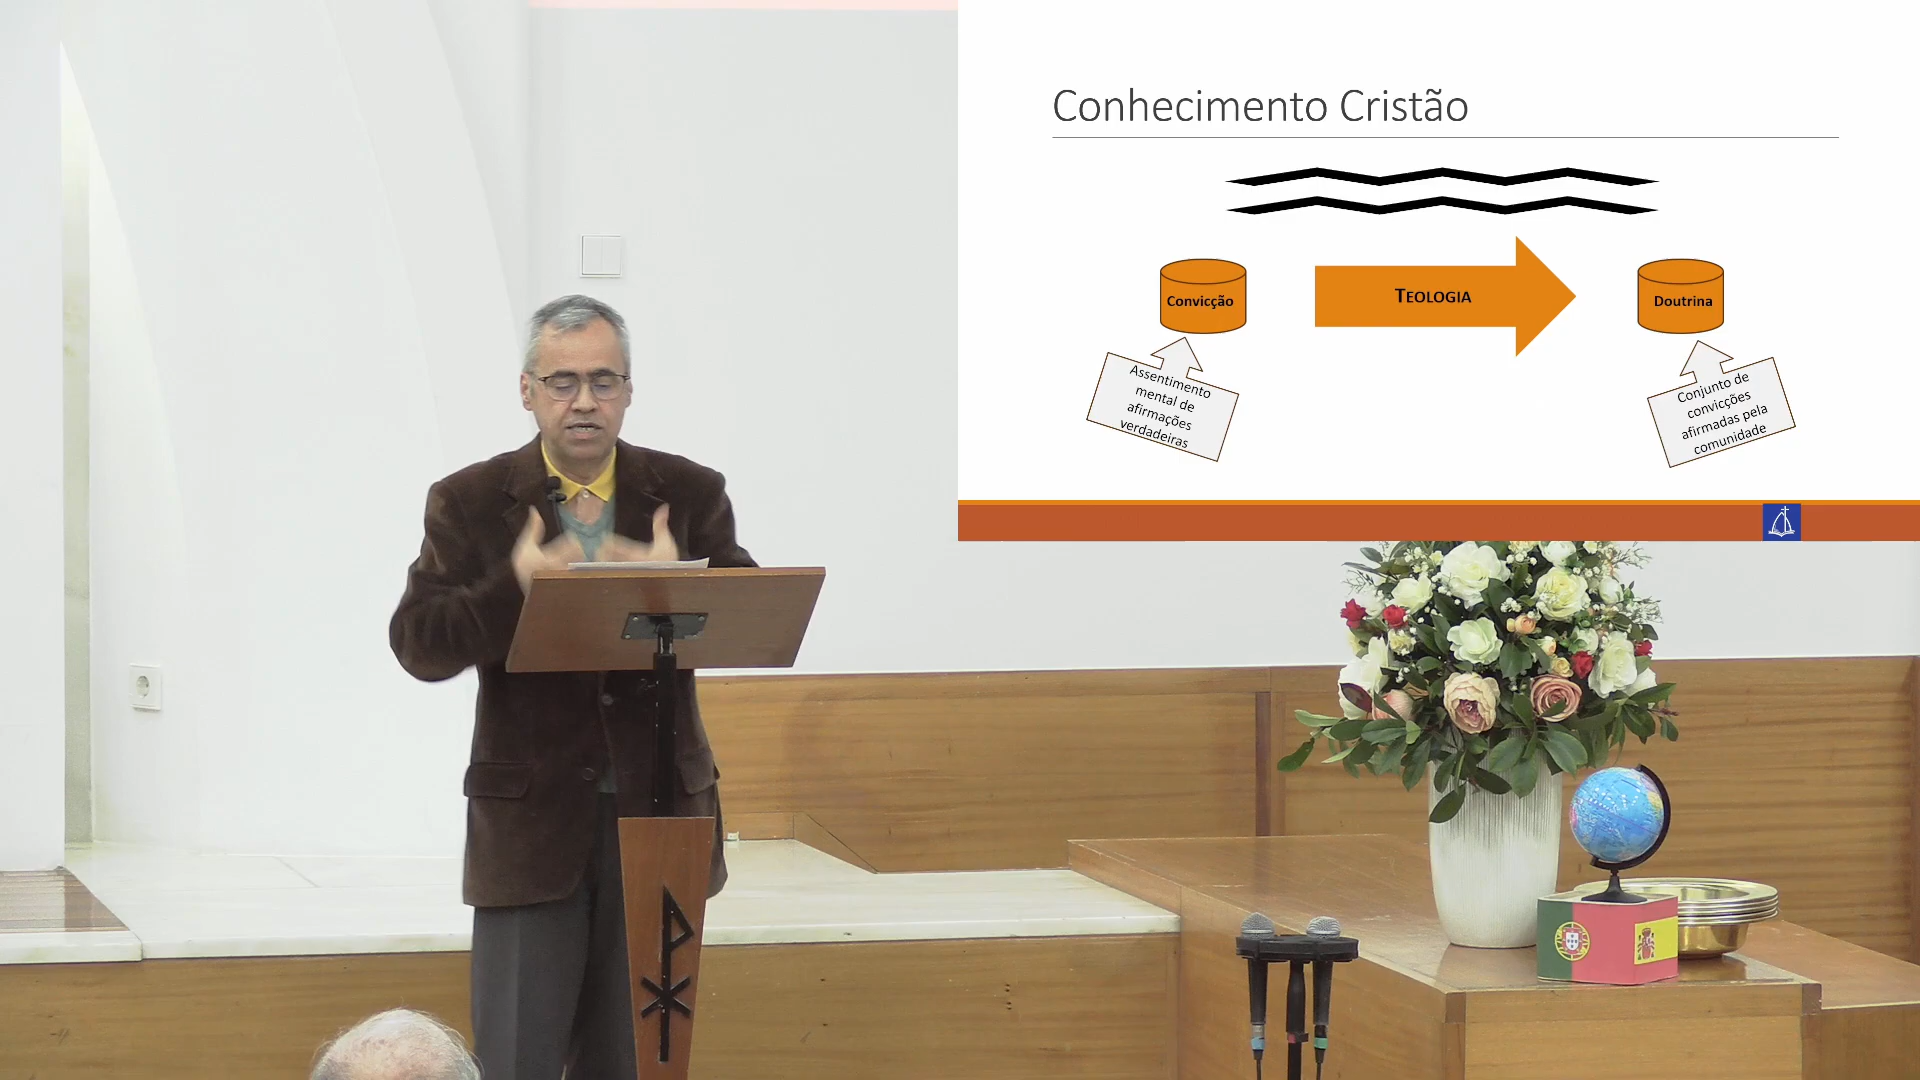 Conhecimento Cristão
TEOLOGIA
Convicção
Doutrina
Assentimento
mental de
afirmações
verdadeiras
Conjunto de
convicções
afirmadas pela
comunidade